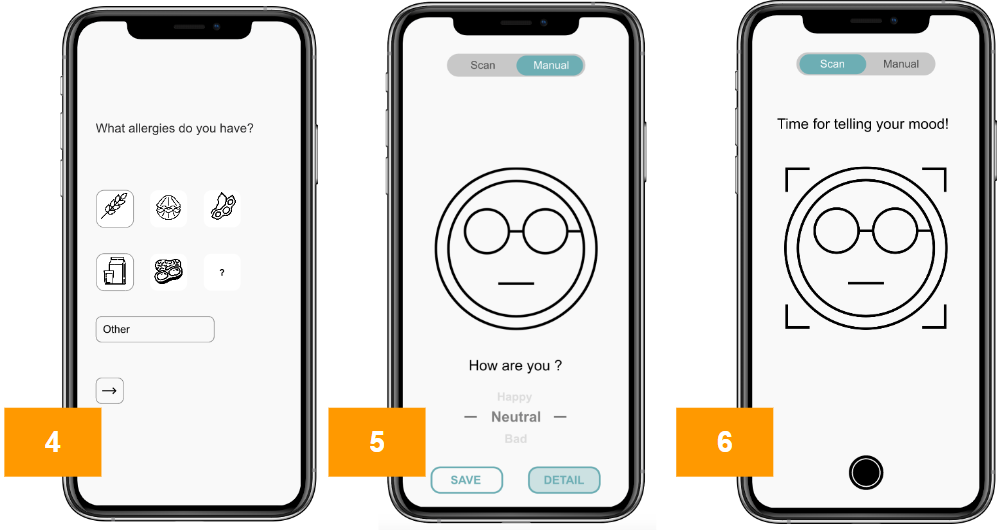 What allergies do you have?
?
Other
→
4
Scan Manual
How are you ?
Happy
— Neutral —
Bad
SAVE DETAIL
5
Scan Manual
Time for telling your mood!
6